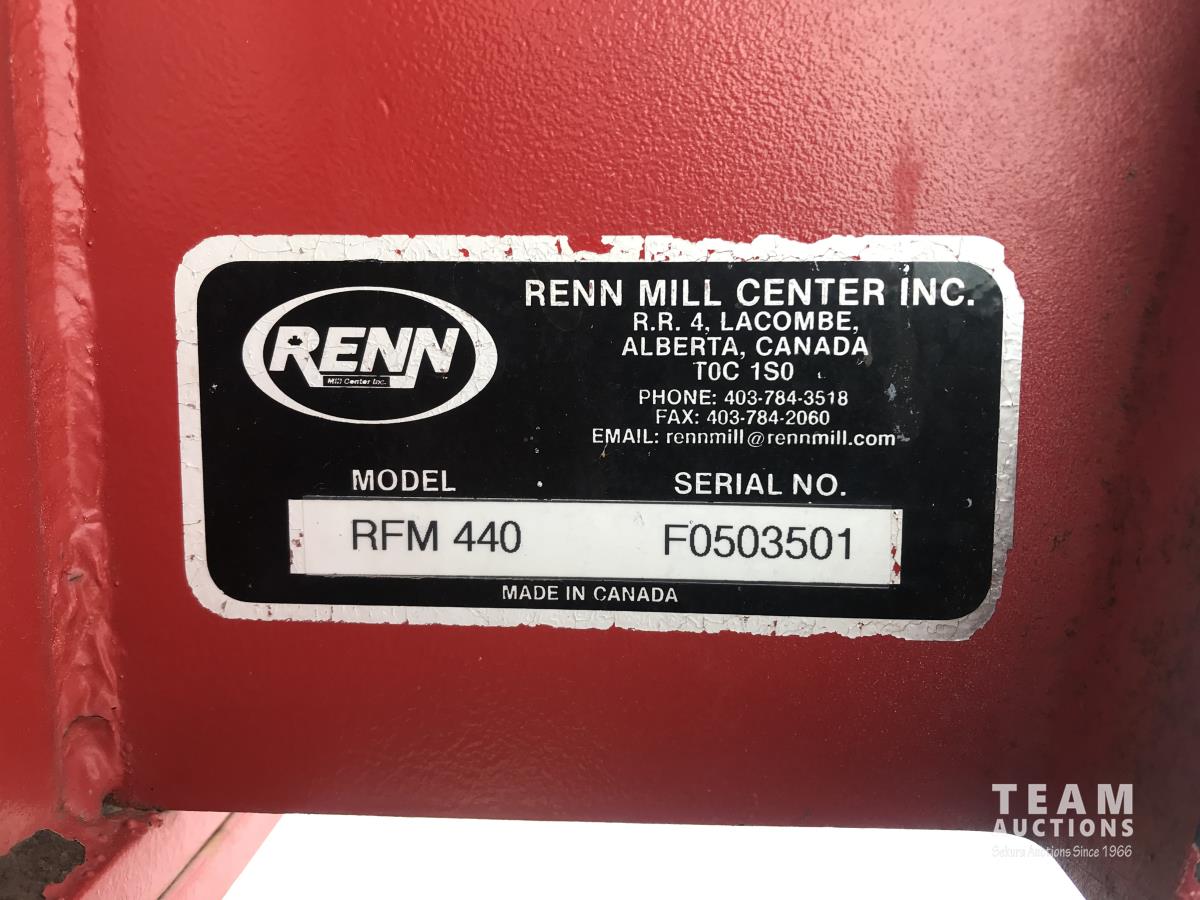 RENN
Mill Center Inc.
RENN MILL CENTER INC.
R.R. 4, LACOMBE,
ALBERTA, CANADA
T0C 1S0
PHONE: 403-784-3518
FAX: 403-784-2060
EMAIL: rennmill@rennmill.com
MODEL SERIAL NO.
RFM 440 F0503501
MADE IN CANADA
TEAM
AUCTIONS
Sekura Auctions Since 1966